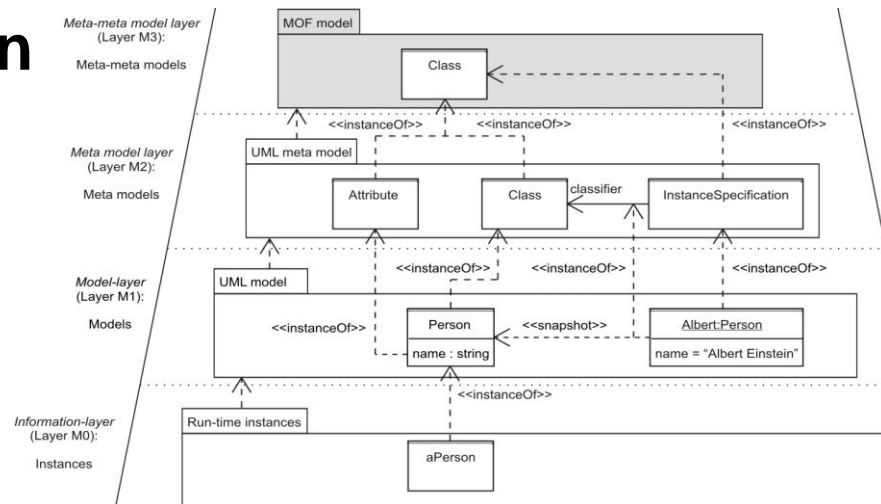 n
Meta-meta model layer
(Layer M3):
Meta-meta models
MOF model
Class
<<instanceOf>>
<<instanceOf>>
<<instanceOf>>
Meta model layer
(Layer M2):
Meta models
UML meta model
Attribute
Class
classifier
InstanceSpecification
<<instanceOf>>
<<instanceOf>>
<<instanceOf>>
Model-layer
(Layer M1):
Models
UML model
<<instanceOf>>
Person
name : string
<<snapshot>>
Albert:Person
name = “Albert Einstein”
<<instanceOf>>
Information-layer
(Layer M0):
Instances
Run-time instances
aPerson